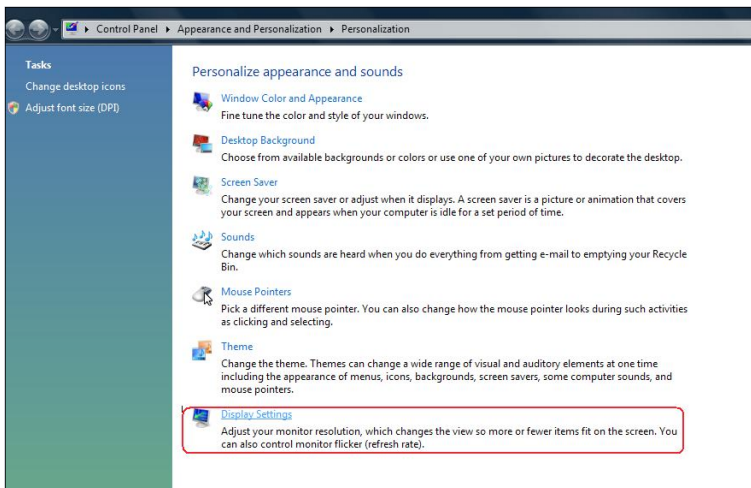 Control Panel ▸ Appearance and Personalization ▸ Personalization
Tasks
Change desktop icons
Adjust font size (DPI)
Personalize appearance and sounds
Window Color and Appearance
Fine tune the color and style of your windows.
Desktop Background
Choose from available backgrounds or colors or use one of your own pictures to decorate the desktop.
Screen Saver
Change your screen saver or adjust when it displays. A screen saver is a picture or animation that covers
your screen and appears when your computer is idle for a set period of time.
Sounds
Change which sounds are heard when you do everything from getting e-mail to emptying your Recycle
Bin.
Mouse Pointers
Pick a different mouse pointer. You can also change how the mouse pointer looks during such activities
as clicking and selecting.
Theme
Change the theme. Themes can change a wide range of visual and auditory elements at one time
including the appearance of menus, icons, backgrounds, screen savers, some computer sounds, and
mouse pointers.
Display Settings
Adjust your monitor resolution, which changes the view so more or fewer items fit on the screen. You
can also control monitor flicker (refresh rate).